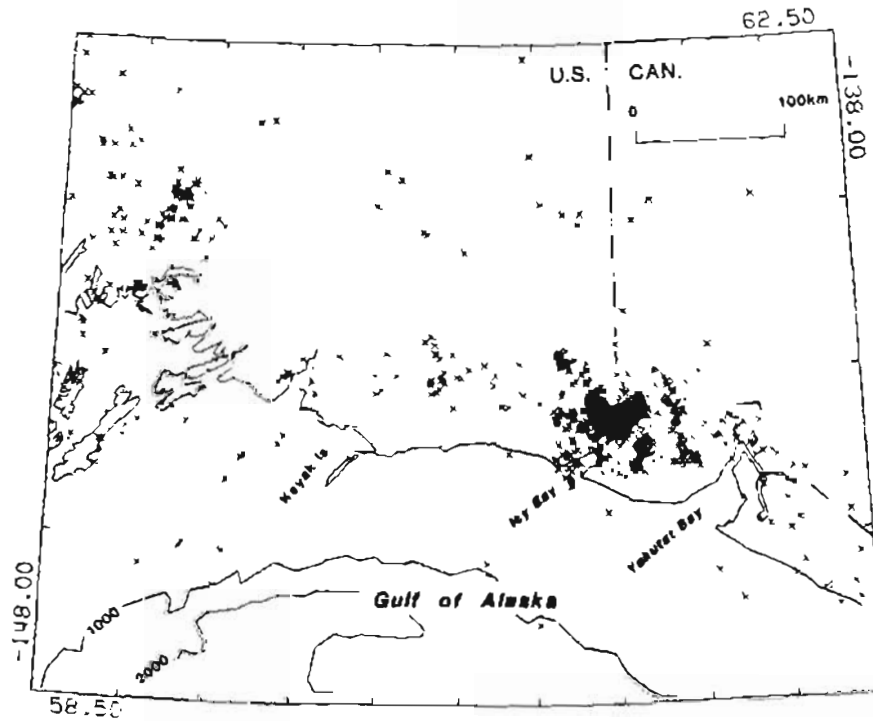 62.50
U.S. CAN.
-138.00
0 100km
Kayak Is
Icy Bay
Yakutat Bay
-148.00
1000
2000
Gulf of Alaska
58.50